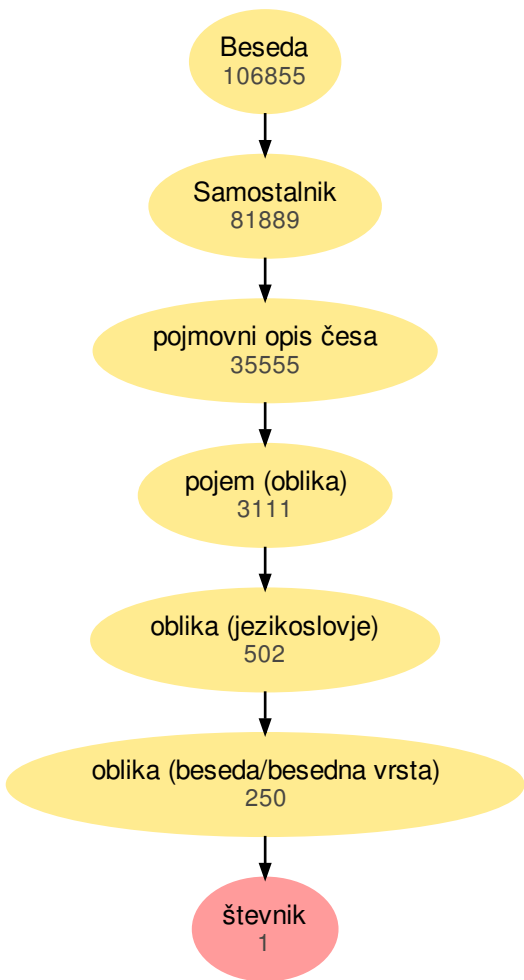 Beseda
106855
Samostalnik
81889
pojmovni opis česa
35555
pojem (oblika)
3111
oblika (jezikoslovje)
502
oblika (beseda/besedna vrsta)
250
števnik
1